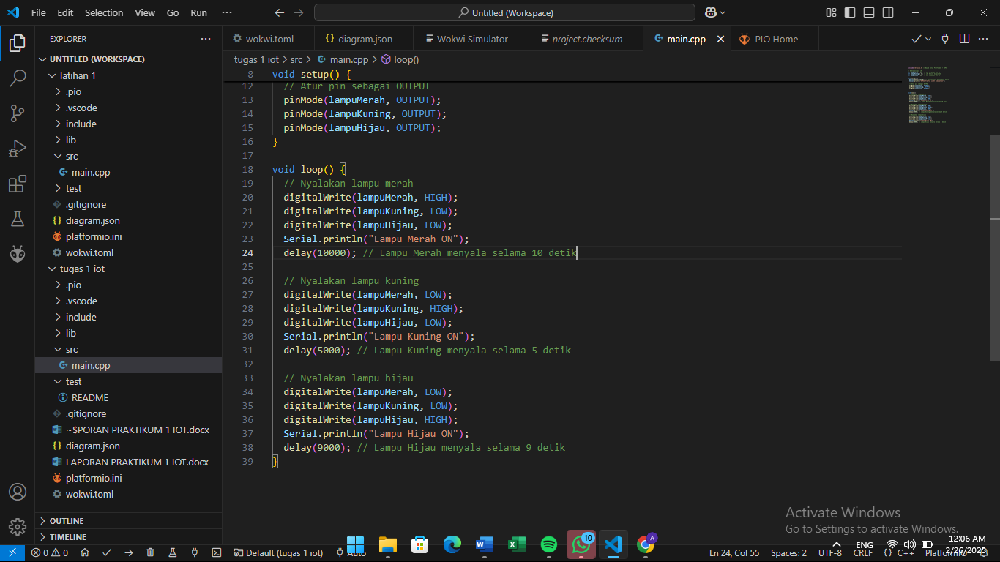 File Edit Selection View Go Run ··· Untitled (Workspace)
EXPLORER ···
wokwi.toml diagram.json Wokwi Simulator project.checksum main.cpp PIO Home
tugas 1 iot > src > main.cpp > loop()
UNTITLED (WORKSPACE)
latihan 1
.pio
.vscode
include
lib
src
main.cpp
test
.gitignore
diagram.json
platformio.ini
wokwi.toml
tugas 1 iot
.pio
.vscode
include
lib
src
main.cpp
test
README
.gitignore
~$PORAN PRAKTIKUM 1 IOT.docx
diagram.json
LAPORAN PRAKTIKUM 1 IOT.docx
platformio.ini
wokwi.toml
OUTLINE
TIMELINE
8 void setup() {
12 // Atur pin sebagai OUTPUT
13 pinMode(lampuMerah, OUTPUT);
14 pinMode(lampuKuning, OUTPUT);
15 pinMode(lampuHijau, OUTPUT);
16 }
17
18 void loop() {
19 // Nyalakan lampu merah
20 digitalWrite(lampuMerah, HIGH);
21 digitalWrite(lampuKuning, LOW);
22 digitalWrite(lampuHijau, LOW);
23 Serial.println("Lampu Merah ON");
24 delay(10000); // Lampu Merah menyala selama 10 detik
25
26 // Nyalakan lampu kuning
27 digitalWrite(lampuMerah, LOW);
28 digitalWrite(lampuKuning, HIGH);
29 digitalWrite(lampuHijau, LOW);
30 Serial.println("Lampu Kuning ON");
31 delay(5000); // Lampu Kuning menyala selama 5 detik
32
33 // Nyalakan lampu hijau
34 digitalWrite(lampuMerah, LOW);
35 digitalWrite(lampuKuning, LOW);
36 digitalWrite(lampuHijau, HIGH);
37 Serial.println("Lampu Hijau ON");
38 delay(9000); // Lampu Hijau menyala selama 9 detik
39 }
Activate Windows
Go to Settings to activate Windows.
0 0 Default (tugas 1 iot) Auto 10 A Ln 24, Col 55 Spaces: 2 UTF-8 CRLF {} C++ PlatformIO
ENG 12:06 AM
2/26/2025